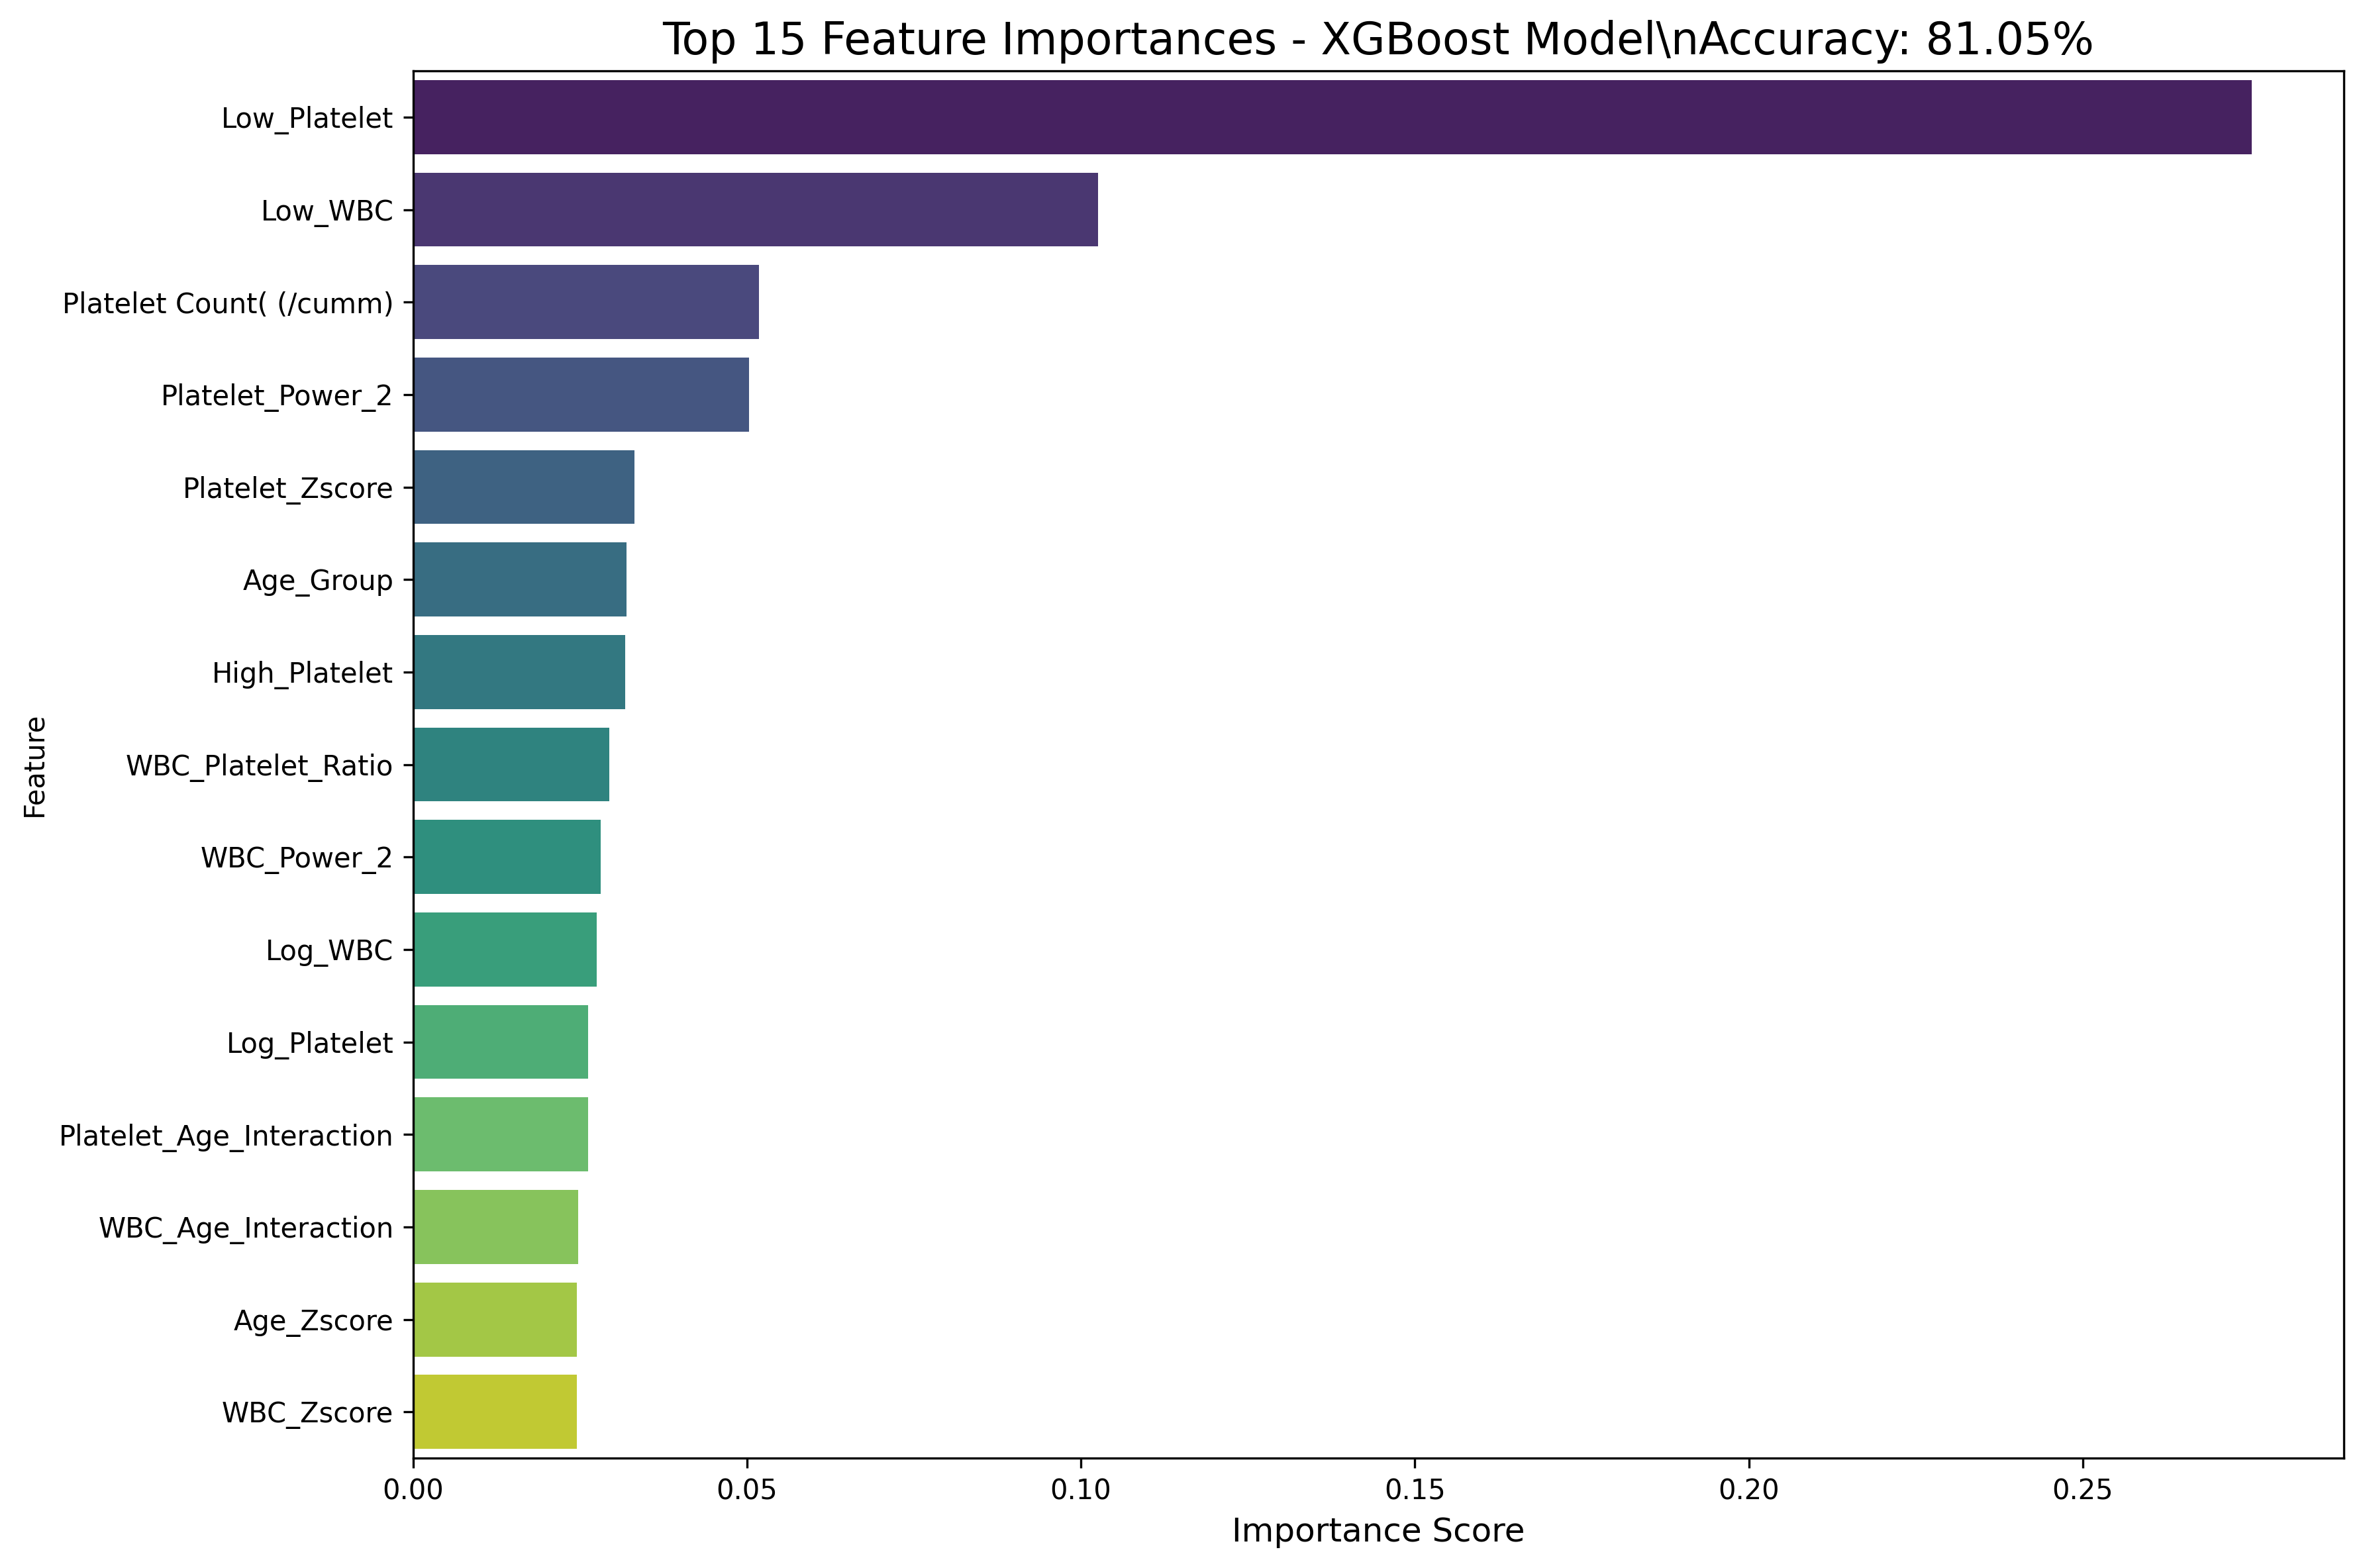 Top 15 Feature Importances - XGBoost Model\nAccuracy: 81.05%
Low_Platelet
Low_WBC
Platelet Count( (/cumm)
Platelet_Power_2
Platelet_Zscore
Age_Group
High_Platelet
WBC_Platelet_Ratio
WBC_Power_2
Log_WBC
Log_Platelet
Platelet_Age_Interaction
WBC_Age_Interaction
Age_Zscore
WBC_Zscore
Feature
0.00 0.05 0.10 0.15 0.20 0.25
Importance Score